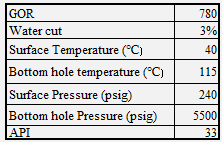 GOR 780
Water cut 3%
Surface Temperature (℃) 40
Bottom hole temperature (℃) 115
Surface Pressure (psig) 240
Bottom hole Pressure (psig) 5500
API 33